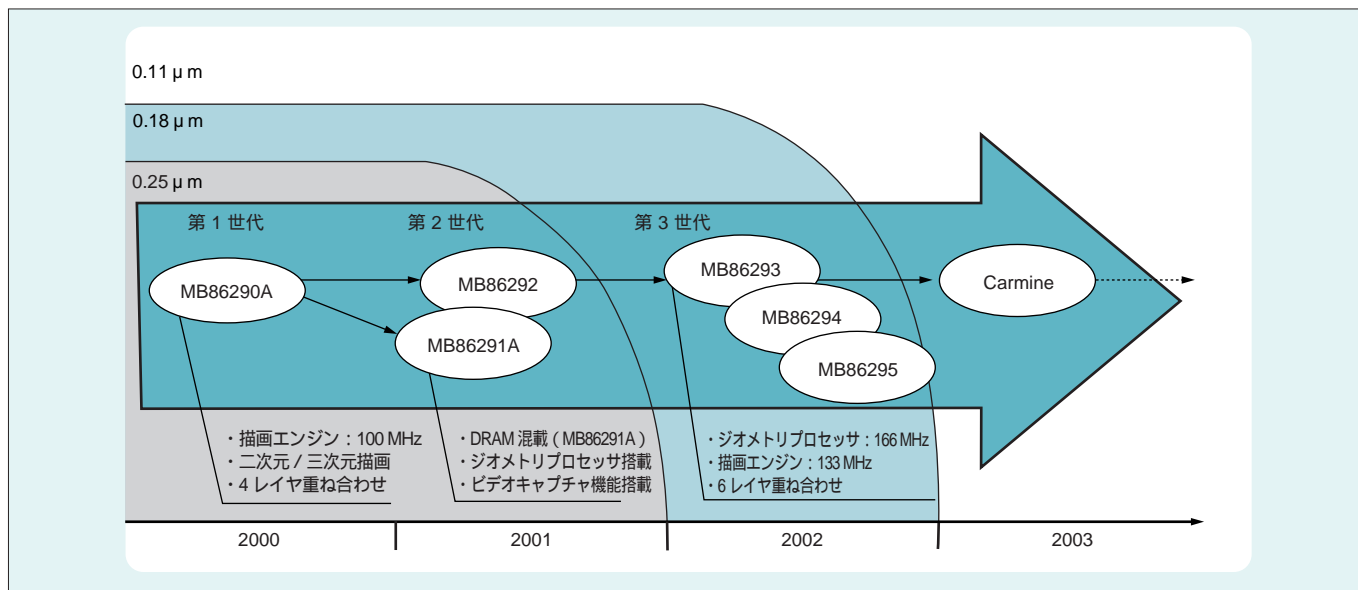 0.11 μm
0.18 μm
0.25 μm
第 1 世代
第 2 世代
第 3 世代
MB86290A
MB86292
MB86291A
MB86293
MB86294
MB86295
Carmine
・描画エンジン：100 MHz
・二次元 / 三次元描画
・4 レイヤ重ね合わせ
・DRAM 混載（MB86291A）
・ジオメトリプロセッサ搭載
・ビデオキャプチャ機能搭載
・ジオメトリプロセッサ：166 MHz
・描画エンジン：133 MHz
・6 レイヤ重ね合わせ
2000
2001
2002
2003